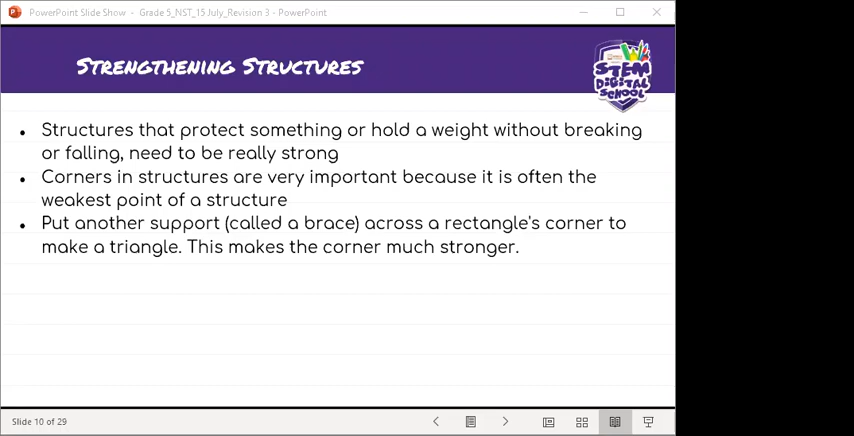 PowerPoint Slide Show - Grade 5_NST_15 July_Revision 3 - PowerPoint
Strengthening Structures
STEM
DIGITAL
SCHOOL
• Structures that protect something or hold a weight without breaking
or falling, need to be really strong
• Corners in structures are very important because it is often the
weakest point of a structure
• Put another support (called a brace) across a rectangle's corner to
make a triangle. This makes the corner much stronger.
Slide 10 of 29